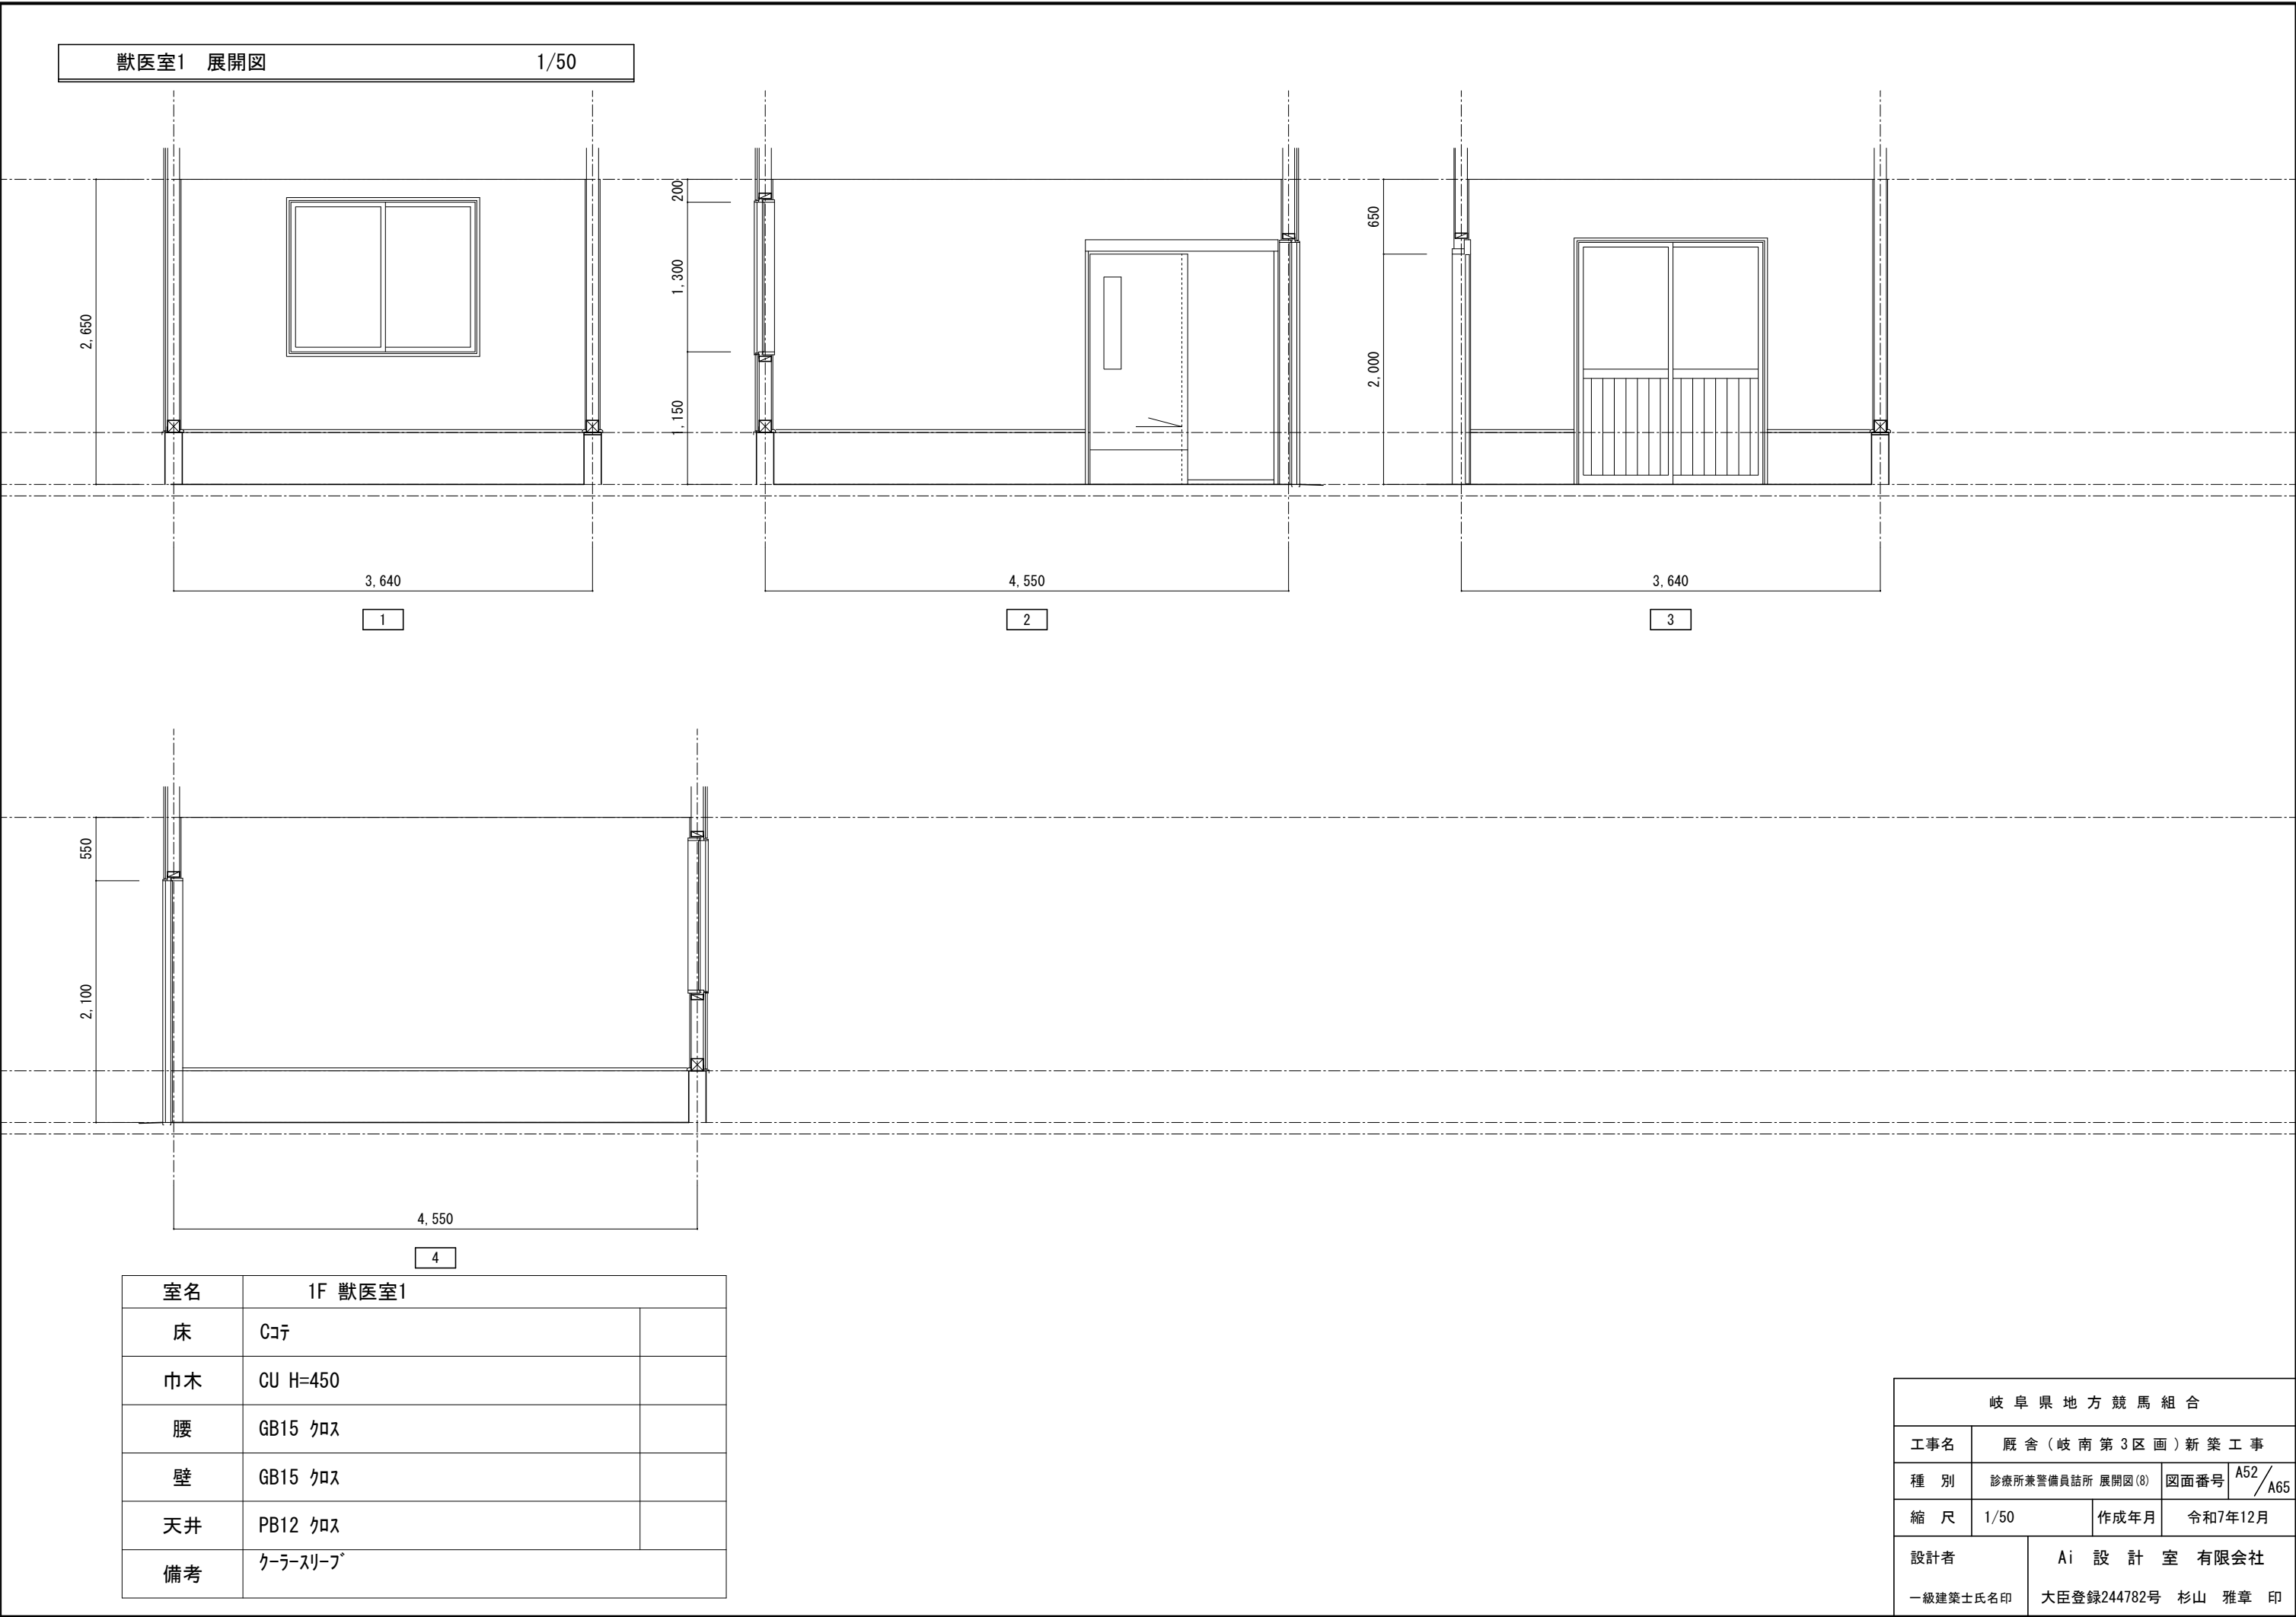 獣医室1 展開図 1/50
2,650
3,640
1
200
1,300
1,150
4,550
2
650
2,000
3,640
3
550
2,100
4,550
4
室名 1F 獣医室1
床 Cｺﾃ
巾木 CU H=450
腰 GB15 ｸﾛｽ
壁 GB15 ｸﾛｽ
天井 PB12 ｸﾛｽ
備考 ｸｰﾗｰｽﾘｰﾌﾞ
岐阜県地方競馬組合
工事名 厩舎(岐南第3区画)新築工事
種 別 診療所兼警備員詰所 展開図(8) 図面番号 A52/A65
縮 尺 1/50 作成年月 令和7年12月
設計者 Ai 設 計 室 有限会社
一級建築士氏名印 大臣登録244782号 杉山 雅章 印